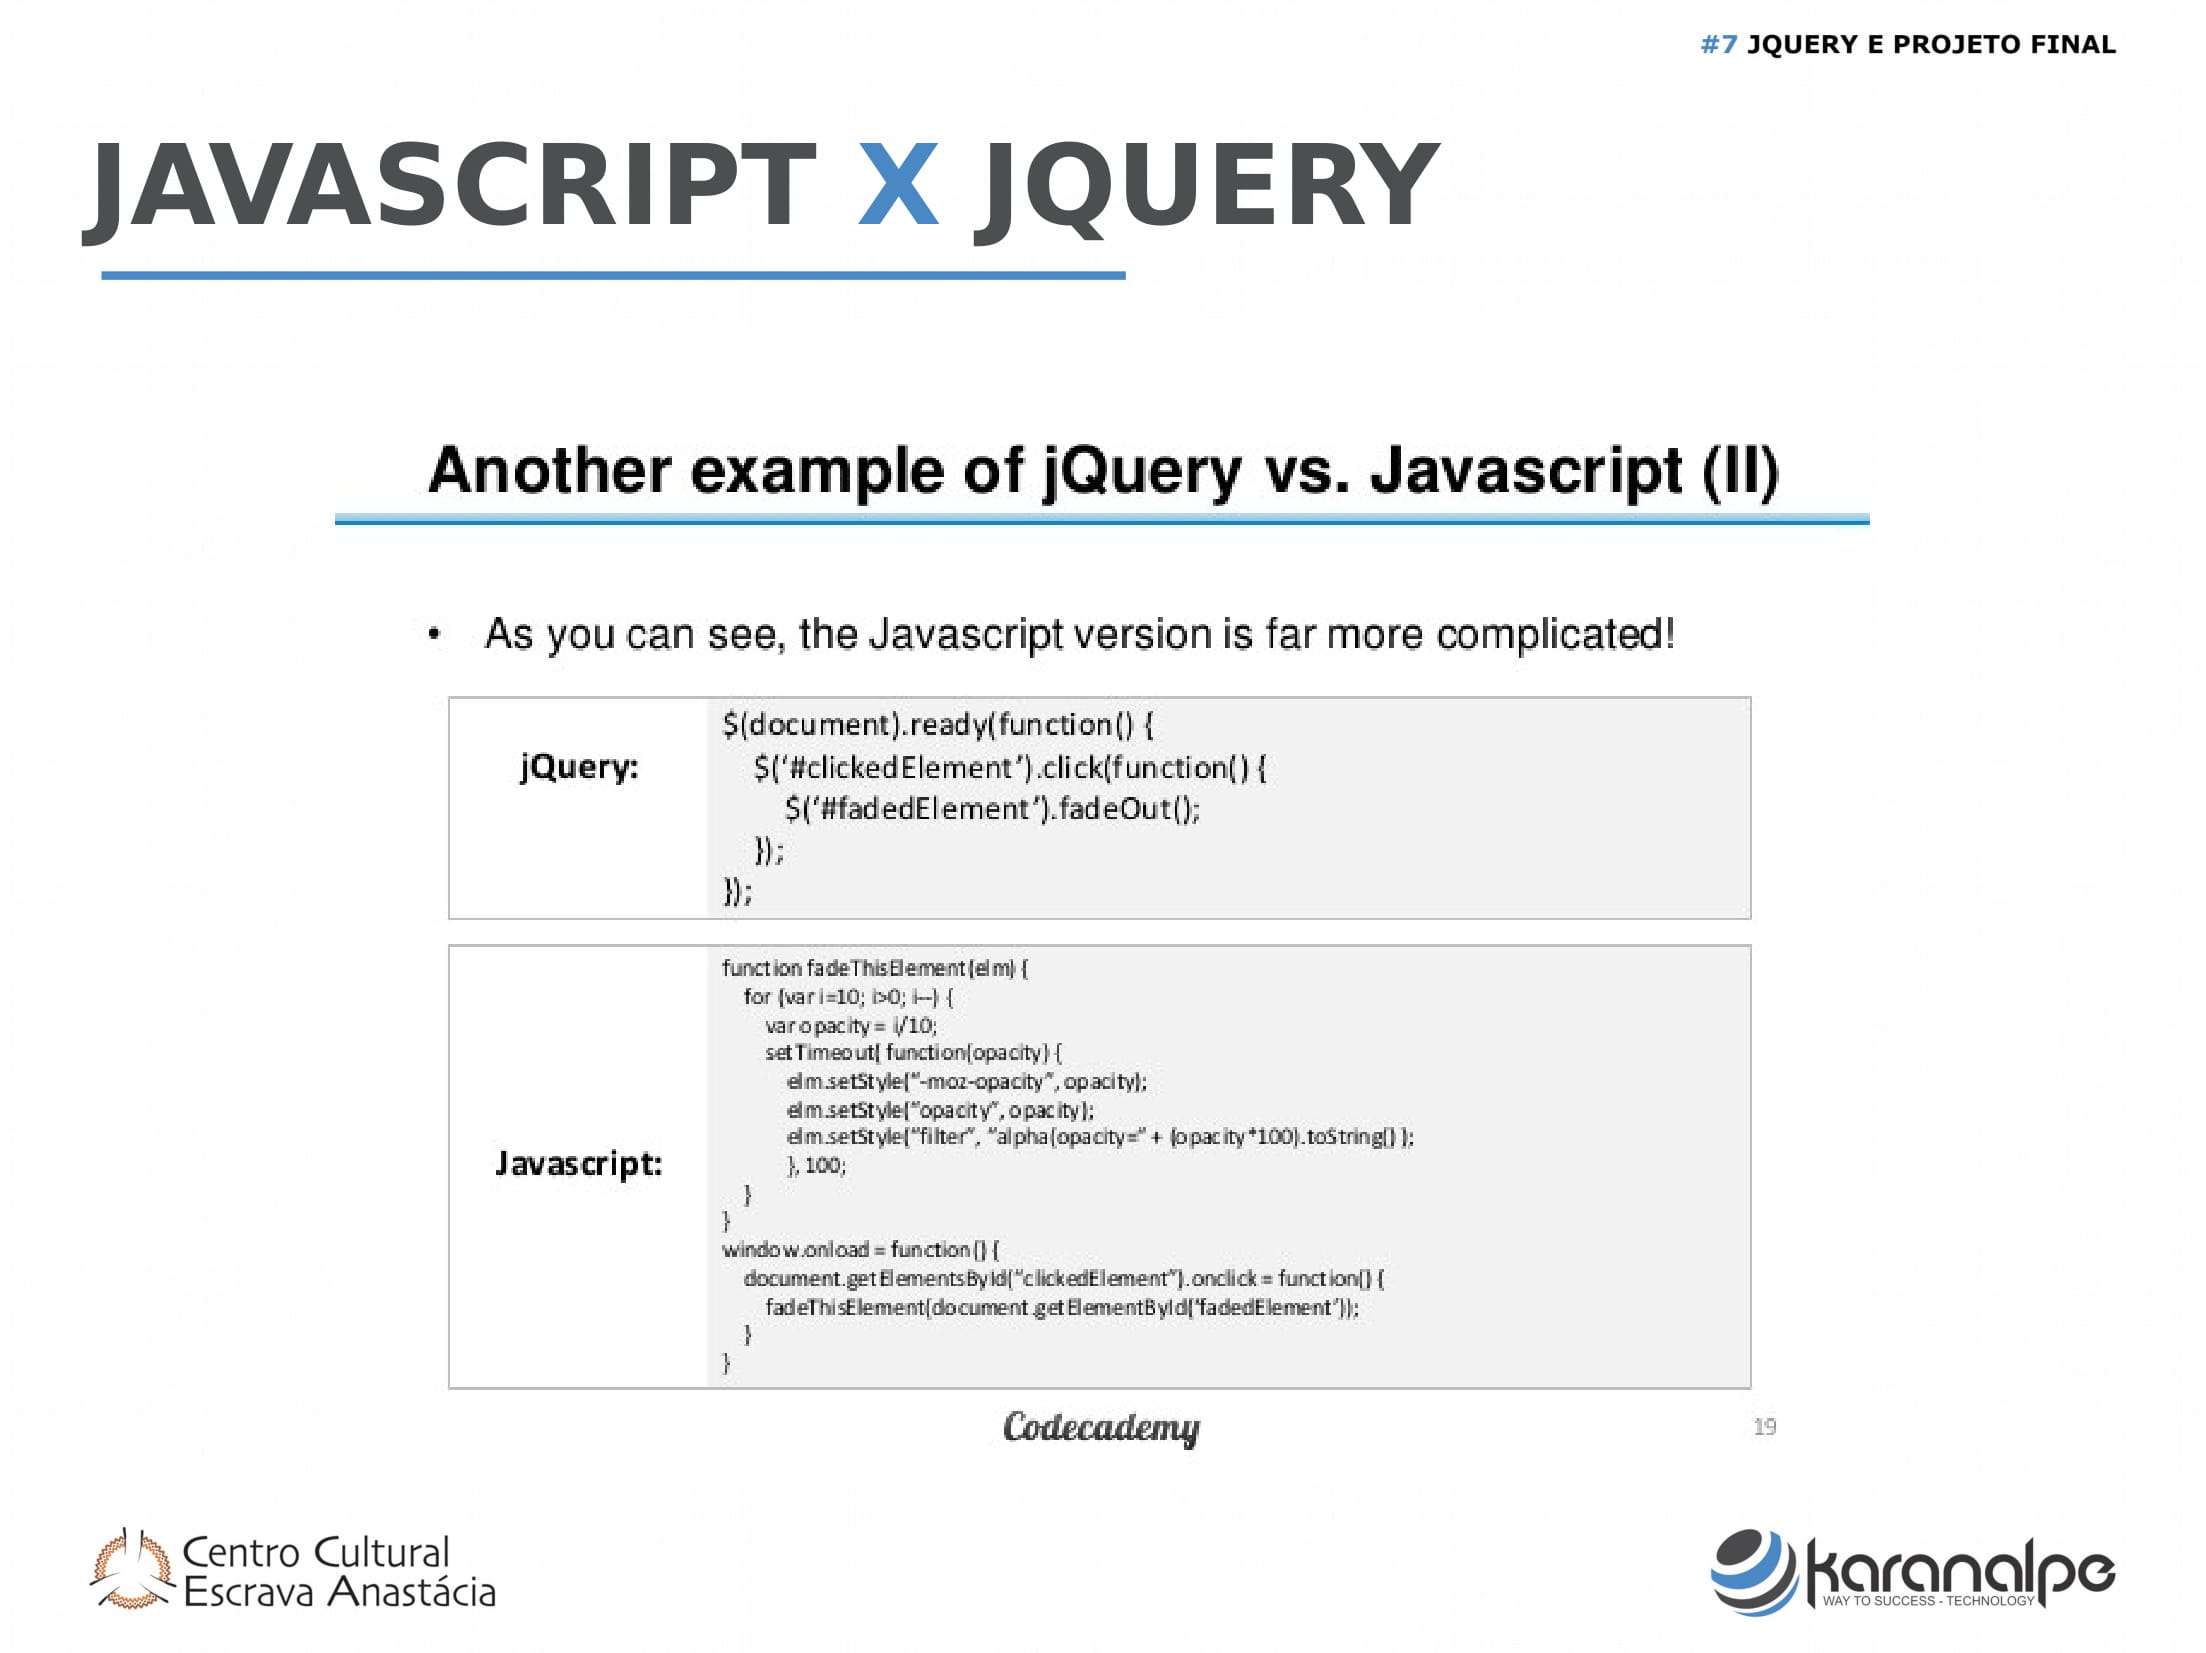 #7 JQUERY E PROJETO FINAL
JAVASCRIPT X JQUERY
Another example of jQuery vs. Javascript (II)
• As you can see, the Javascript version is far more complicated!
jQuery:
$(document).ready(function() {
$(‘#clickedElement’).click(function() {
$(‘#fadedElement’).fadeOut();
});
});
Javascript:
function fadeThisElement(elm) {
for (var i=10; i>0; i--) {
var opacity = i/10;
setTimeout( function(opacity) {
elm.setStyle(“-moz-opacity”, opacity);
elm.setStyle(“opacity”, opacity);
elm.setStyle(“filter”, “alpha(opacity=” + (opacity*100).toString() );
}, 100;
}
}
window.onload = function() {
document.getElementsById(“clickedElement”).onclick = function() {
fadeThisElement(document.getElementById(‘fadedElement’));
}
}
Codecademy
19
Centro Cultural
Escrava Anastácia
karanalpe
WAY TO SUCCESS - TECHNOLOGY